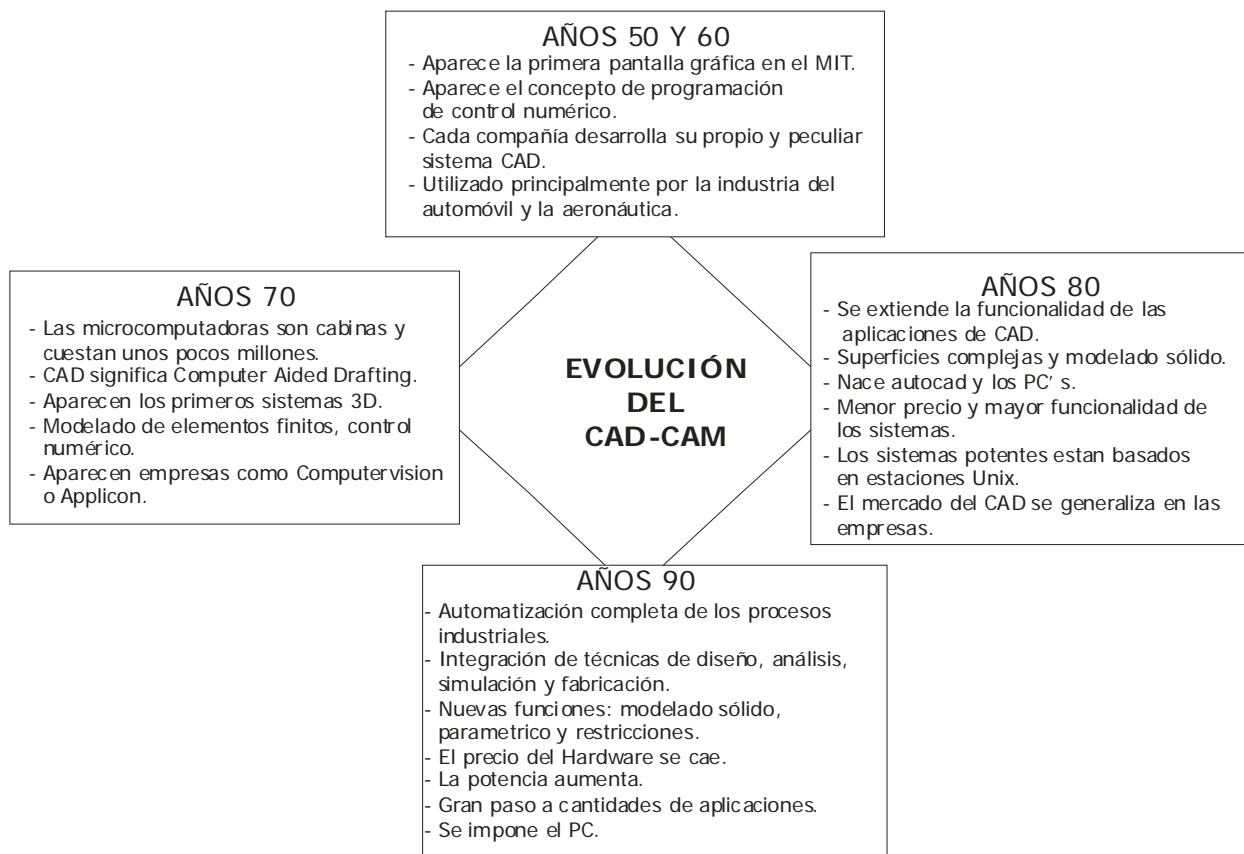 AÑOS 50 Y 60
- Aparece la primera pantalla gráfica en el MIT.
- Aparece el concepto de programación
de control numérico.
- Cada compañía desarrolla su propio y peculiar
sistema CAD.
- Utilizado principalmente por la industria del
automóvil y la aeronáutica.
AÑOS 70
- Las microcomputadoras son cabinas y
cuestan unos pocos millones.
- CAD significa Computer Aided Drafting.
- Aparecen los primeros sistemas 3D.
- Modelado de elementos finitos, control
numérico.
- Aparecen empresas como Computervision
o Applicon.
EVOLUCIÓN
DEL
CAD-CAM
AÑOS 80
- Se extiende la funcionalidad de las
aplicaciones de CAD.
- Superficies complejas y modelado sólido.
- Nace autocad y los PC’ s.
- Menor precio y mayor funcionalidad de
los sistemas.
- Los sistemas potentes estan basados
en estaciones Unix.
- El mercado del CAD se generaliza en las
empresas.
AÑOS 90
- Automatización completa de los procesos
industriales.
- Integración de técnicas de diseño, análisis,
simulación y fabricación.
- Nuevas funciones: modelado sólido,
parametrico y restricciones.
- El precio del Hardware se cae.
- La potencia aumenta.
- Gran paso a cantidades de aplicaciones.
- Se impone el PC.